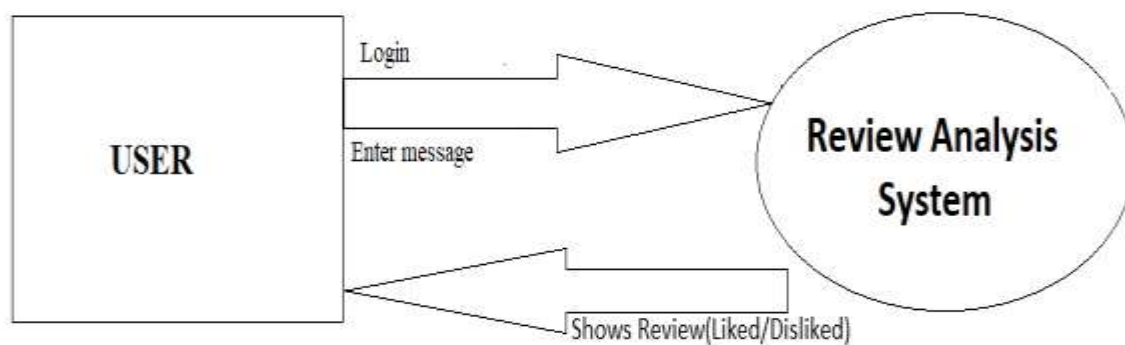 Login
USER
Enter message
Review Analysis
System
Shows Review(Liked/Disliked)